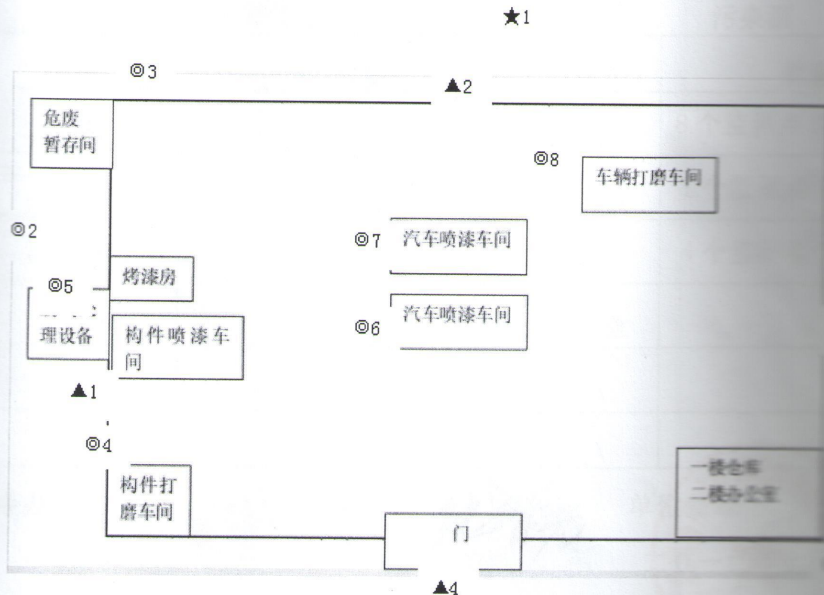 ★1
◎3
▲2
危废
暂存间
◎8
车辆打磨车间
◎2
◎7
汽车喷漆车间
烤漆房
◎5
理设备
构件喷漆车
间
汽车喷漆车间
◎6
▲1
◎4
构件打
磨车间
一楼仓库
二楼办公室
门
▲4